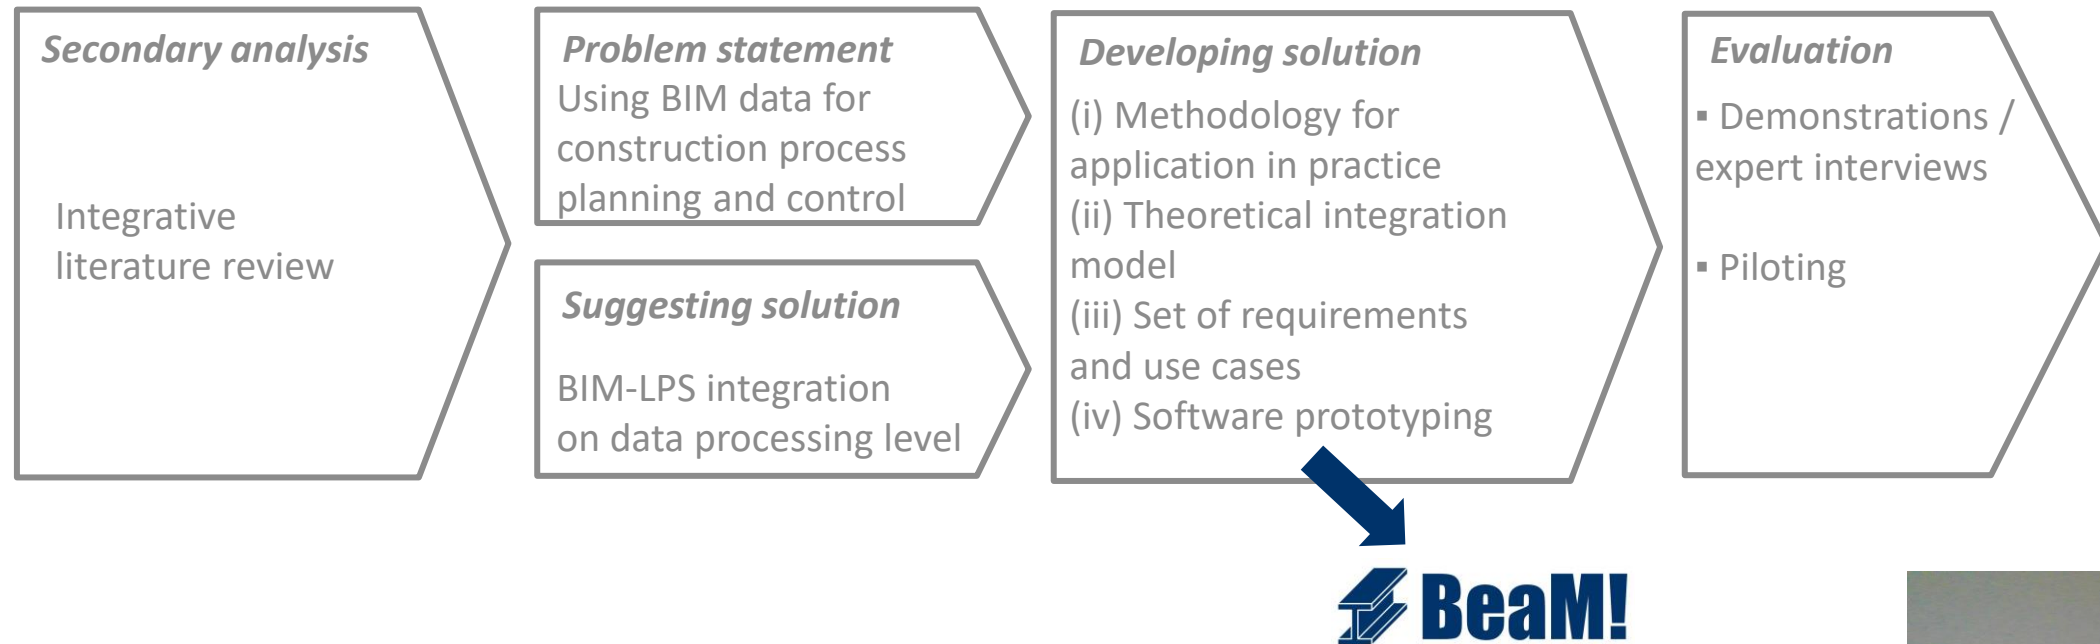 Secondary analysis
Integrative
literature review
Problem statement
Using BIM data for
construction process
planning and control
Suggesting solution
BIM-LPS integration
on data processing level
Developing solution
(i) Methodology for
application in practice
(ii) Theoretical integration
model
(iii) Set of requirements
and use cases
(iv) Software prototyping
Evaluation
▪ Demonstrations /
expert interviews
▪ Piloting
BeaM!